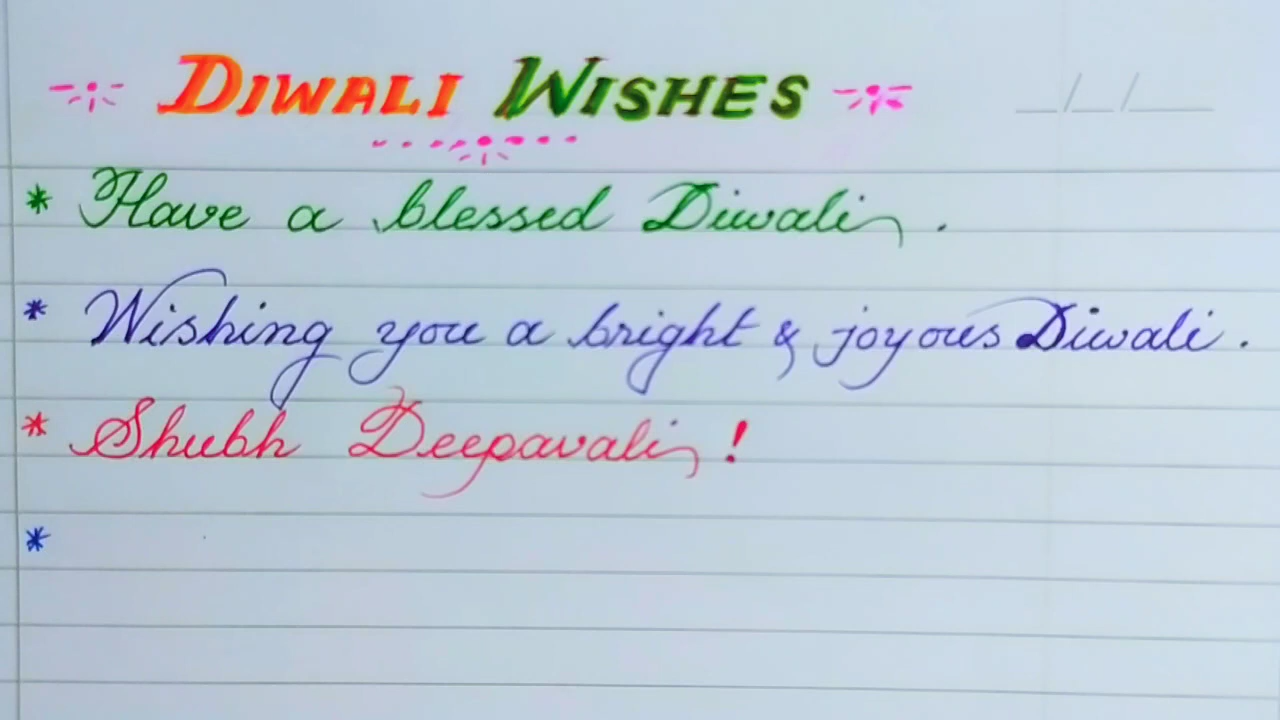 DIWALI WISHES
* Have a blessed Diwali.
* Wishing you a bright & joyous Diwali.
* Shubh Deepavali!
*